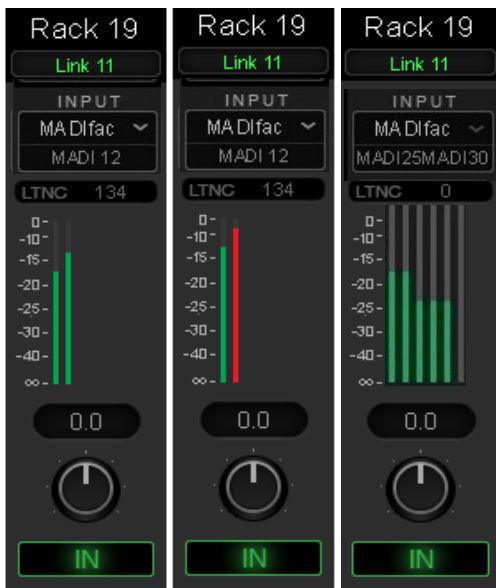 Rack 19
Link 11
INPUT
MADIfac
MADI 12
LTNC 134
0
-10
-15
-20
-25
-30
-40
∞
0.0
IN
Rack 19
Link 11
INPUT
MADIfac
MADI 12
LTNC 134
0
-10
-15
-20
-25
-30
-40
∞
0.0
IN
Rack 19
Link 11
INPUT
MADIfac
MADI25MADI30
LTNC 0
0
-10
-15
-20
-25
-30
-40
∞
0.0
IN